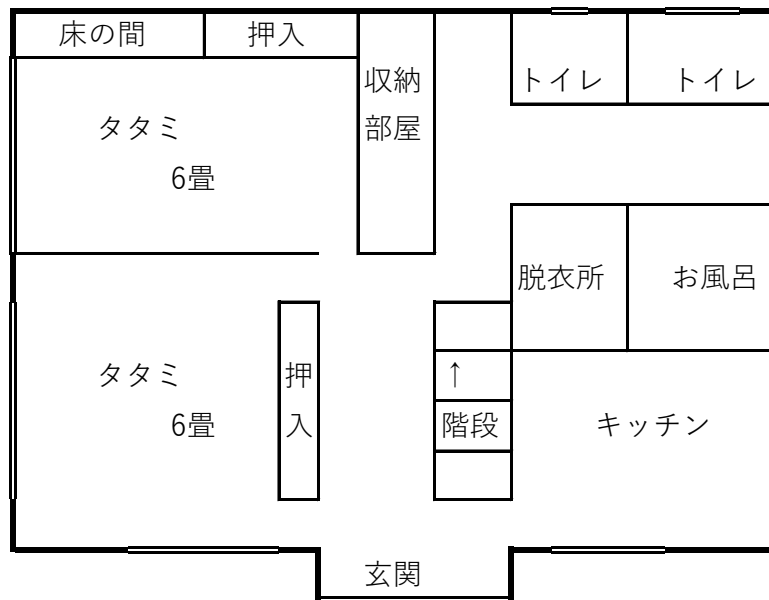 床の間
押入
収納
部屋
トイレ
トイレ
タタミ
6畳
脱衣所
お風呂
タタミ
6畳
押
入
↑
階段
キッチン
玄関